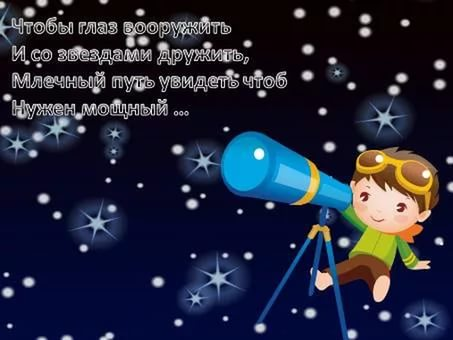 Чтобы глаз вооружить
И со звездами дружить,
Млечный путь увидеть чтоб
Нужен мощный ...